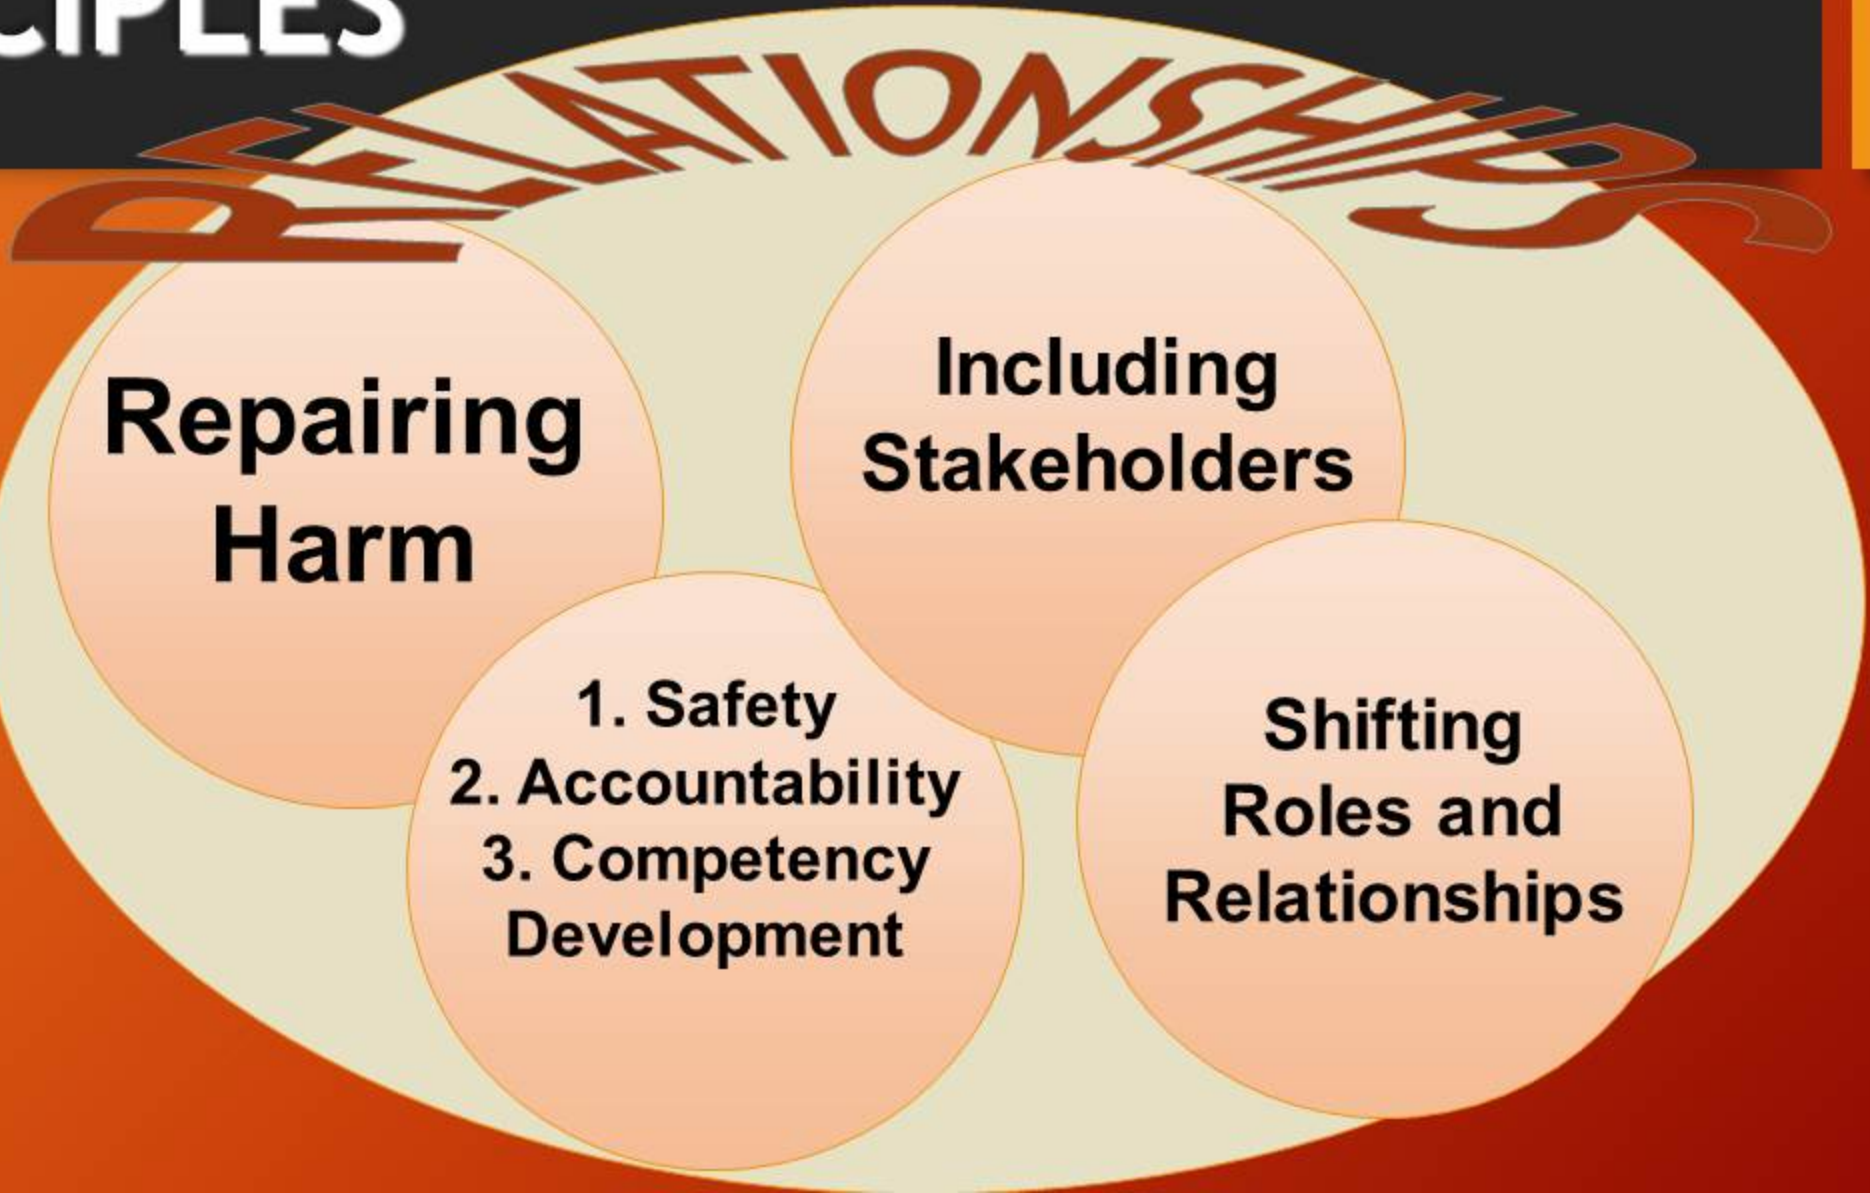 CIPLES
RELATIONSHIPS
Repairing
Harm
Including
Stakeholders
1. Safety
2. Accountability
3. Competency
Development
Shifting
Roles and
Relationships